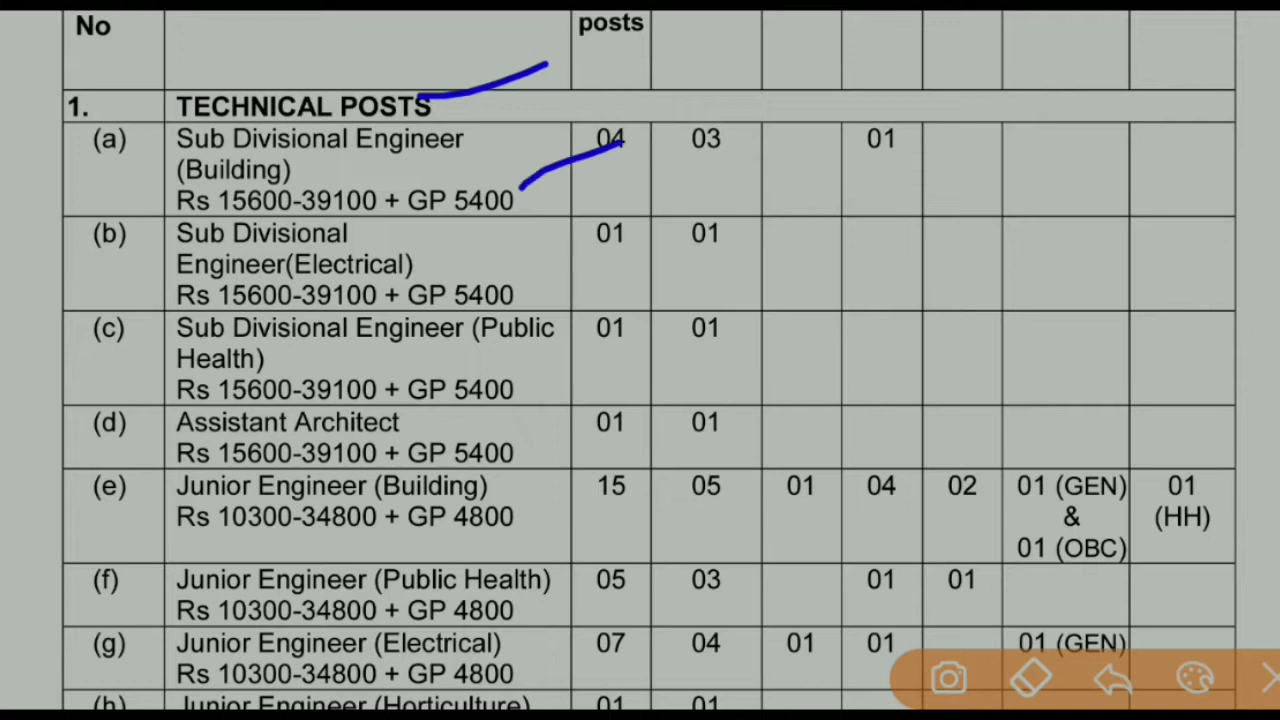 No posts
1. TECHNICAL POSTS
(a) Sub Divisional Engineer 04 03 01
(Building)
Rs 15600-39100 + GP 5400
(b) Sub Divisional 01 01
Engineer(Electrical)
Rs 15600-39100 + GP 5400
(c) Sub Divisional Engineer (Public 01 01
Health)
Rs 15600-39100 + GP 5400
(d) Assistant Architect 01 01
Rs 15600-39100 + GP 5400
(e) Junior Engineer (Building) 15 05 01 04 02 01 (GEN) 01
Rs 10300-34800 + GP 4800 & (HH)
01 (OBC)
(f) Junior Engineer (Public Health) 05 03 01 01
Rs 10300-34800 + GP 4800
(g) Junior Engineer (Electrical) 07 04 01 01 01 (GEN)
Rs 10300-34800 + GP 4800
(h) Junior Engineer (Horticulture) 01 01